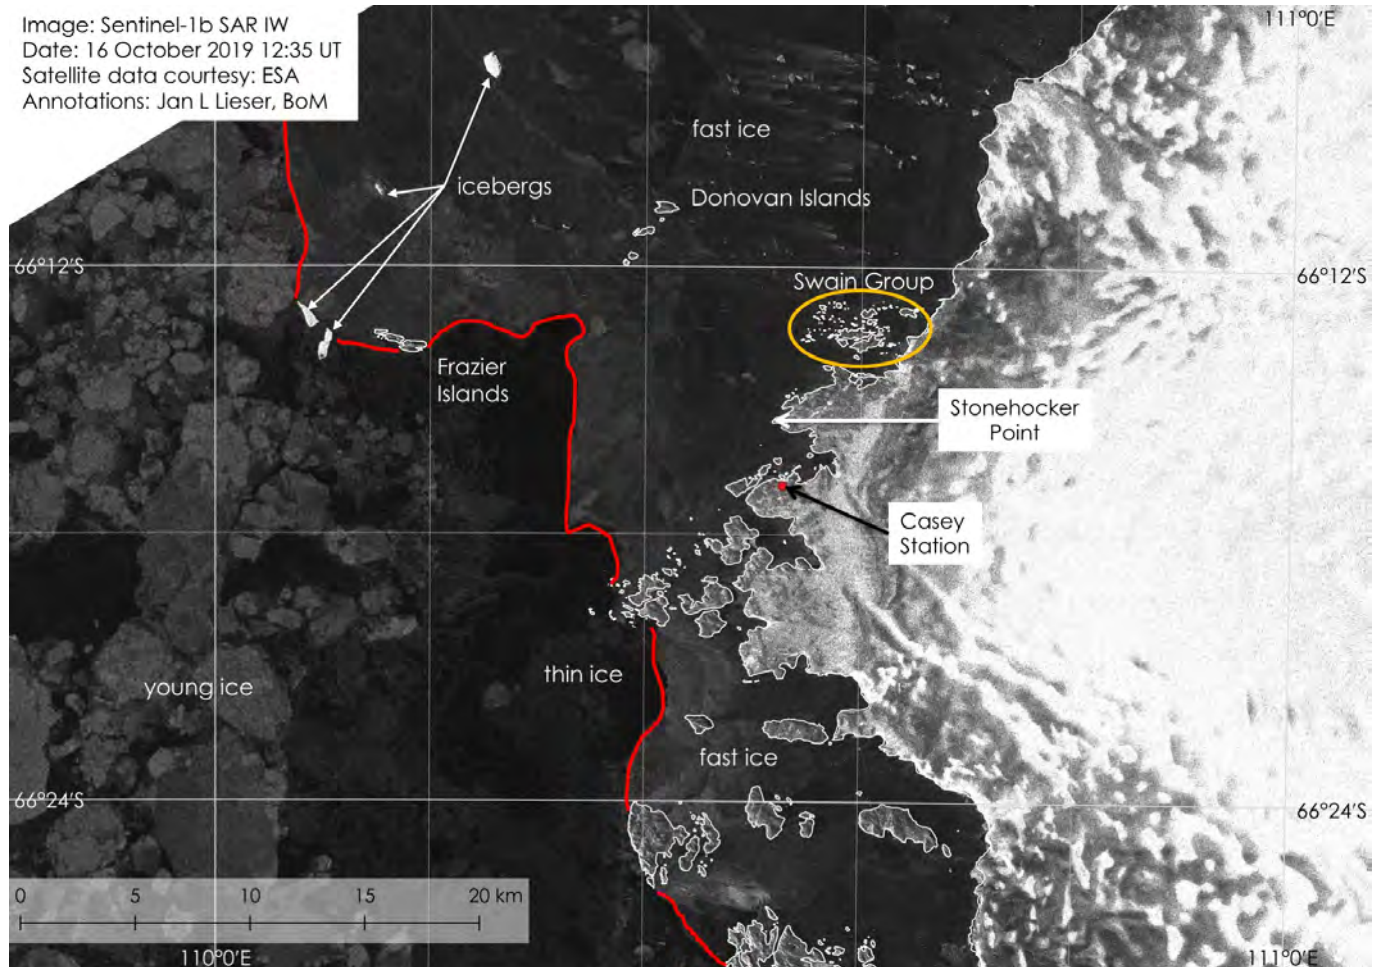 Image: Sentinel-1b SAR IW
Date: 16 October 2019 12:35 UT
Satellite data courtesy: ESA
Annotations: Jan L Lieser, BoM
111°0'E
fast ice
icebergs
Donovan Islands
66°12'S
66°12'S
Swain Group
Frazier
Islands
Stonehocker
Point
Casey
Station
thin ice
young ice
fast ice
66°24'S
66°24'S
0 5 10 15 20 km
110°0'E
111°0'E